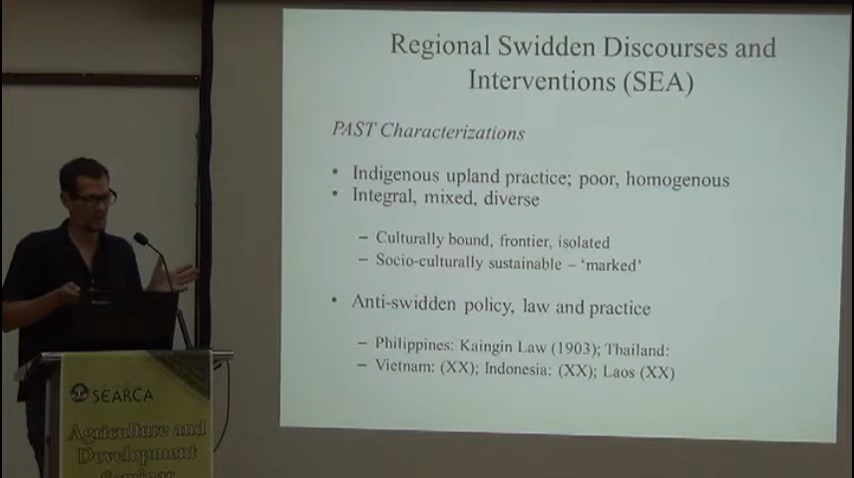 Regional Swidden Discourses and
Interventions (SEA)
PAST Characterizations
• Indigenous upland practice; poor, homogenous
• Integral, mixed, diverse
– Culturally bound, frontier, isolated
– Socio-culturally sustainable – ‘marked’
• Anti-swidden policy, law and practice
– Philippines: Kaingin Law (1903); Thailand:
– Vietnam: (XX); Indonesia: (XX); Laos (XX)
SEARCA
Agriculture and
Development
Seminar